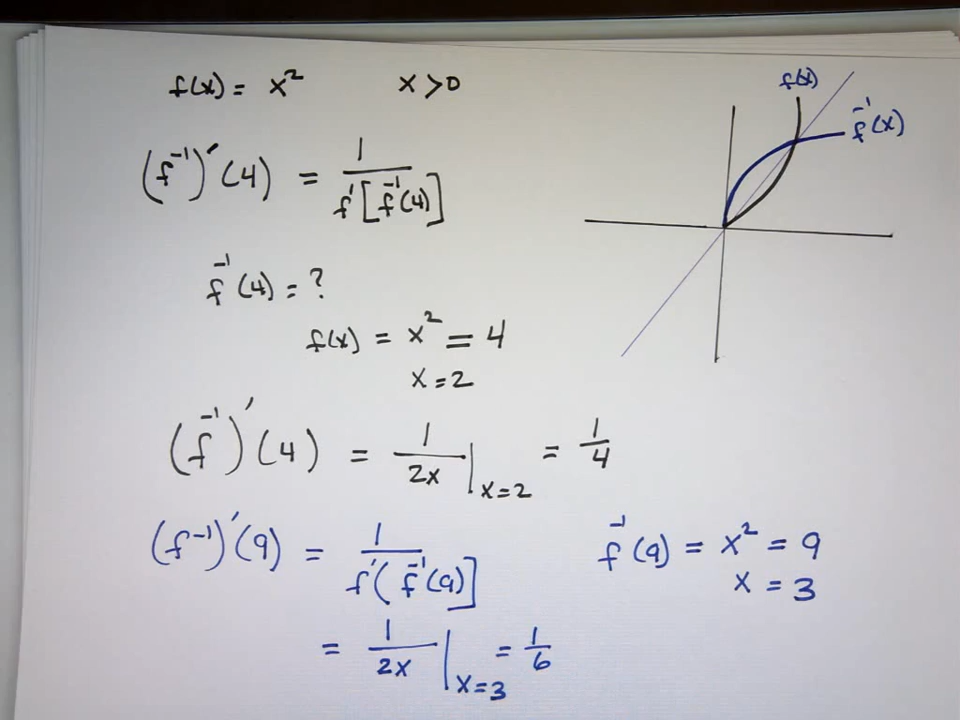 f(x) = x² x > 0
(f⁻¹)′(4) = 1 / f′[f⁻¹(4)]
f⁻¹(4) = ?
f(x) = x² = 4
x = 2
(f⁻¹)′(4) = 1/2x |x=2 = 1/4
(f⁻¹)′(9) = 1 / f′(f⁻¹(9)]
= 1/2x |x=3 = 1/6
f⁻¹(9) = x² = 9
x = 3
f(x)
f⁻¹(x)